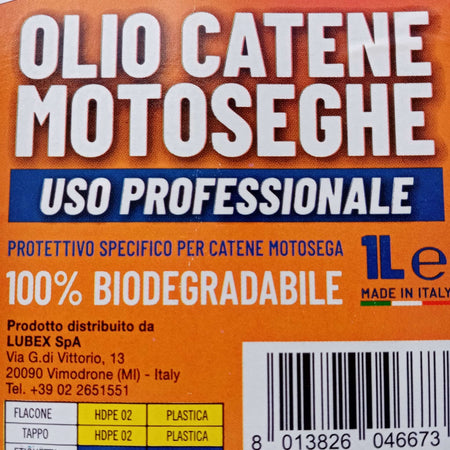 OLIO CATENE
MOTOSEGHE
USO PROFESSIONALE
PROTETTIVO SPECIFICO PER CATENE MOTOSEGA
100% BIODEGRADABILE
1L e
MADE IN ITALY
Prodotto distribuito da
LUBEX SpA
Via G.di Vittorio, 13
20090 Vimodrone (MI) - Italy
Tel. +39 02 2651551
FLACONE HDPE 02 PLASTICA
TAPPO HDPE 02 PLASTICA
8 013826 046673